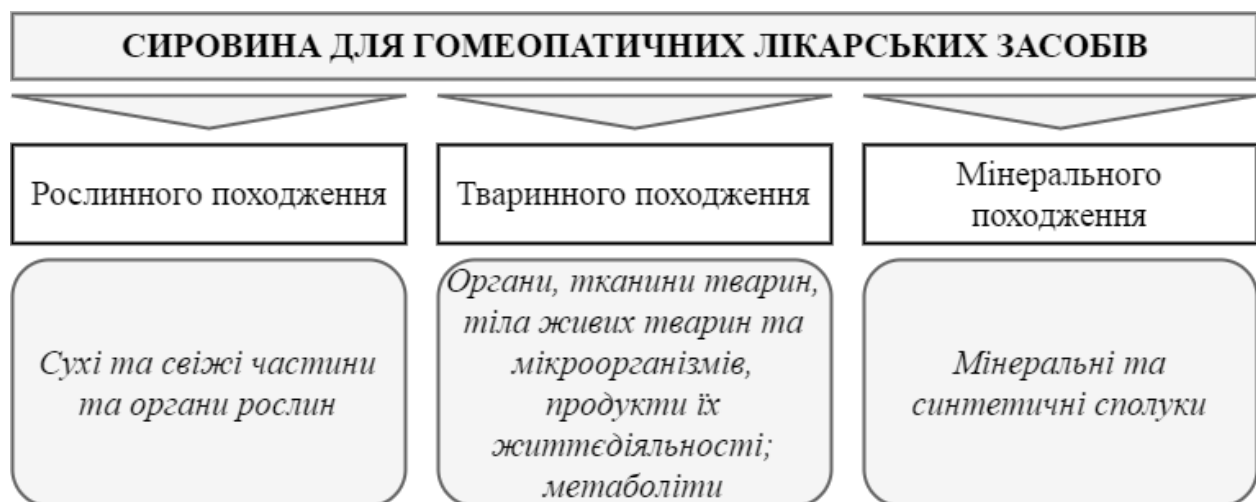 СИРОВИНА ДЛЯ ГОМЕОПАТИЧНИХ ЛІКАРСЬКИХ ЗАСОБІВ
Рослинного походження
Тваринного походження
Мінерального
походження
Сухі та свіжі частини
та органи рослин
Органи, тканини тварин,
тіла живих тварин та
мікроорганізмів,
продукти їх
життєдіяльності;
метаболіти
Мінеральні та
синтетичні сполуки